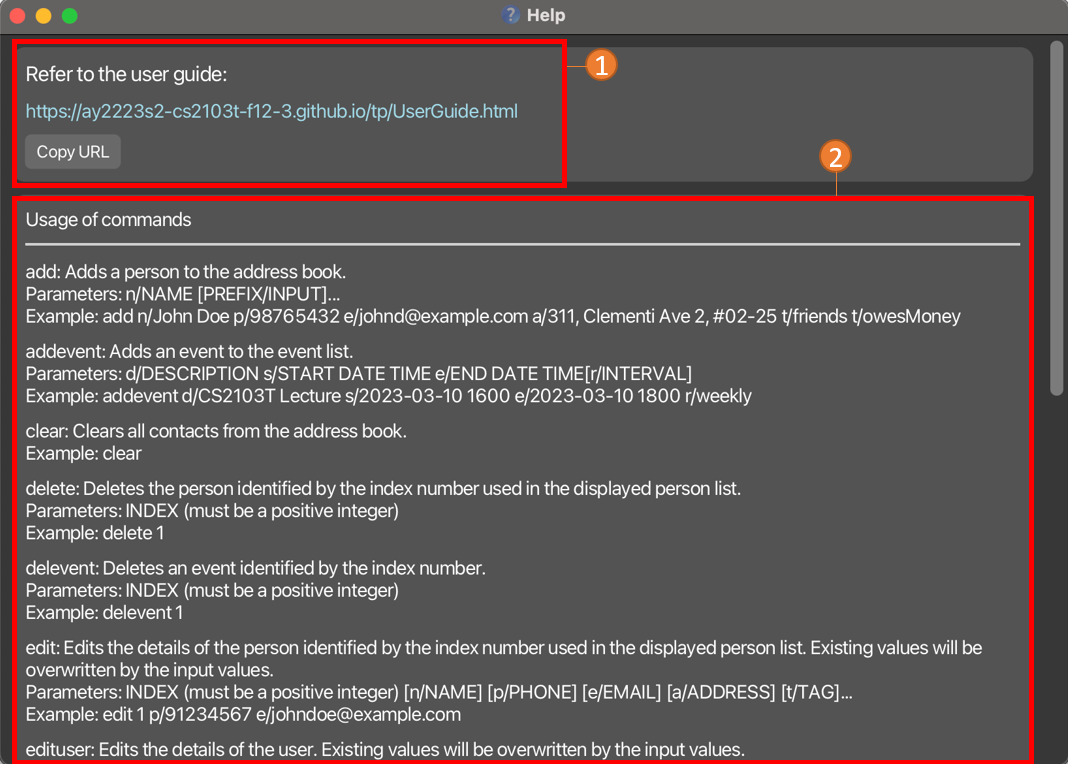 Help
Refer to the user guide:
1
https://ay2223s2-cs2103t-f12-3.github.io/tp/UserGuide.html
Copy URL
2
Usage of commands
add: Adds a person to the address book.
Parameters: n/NAME [PREFIX/INPUT]...
Example: add n/John Doe p/98765432 e/johnd@example.com a/311, Clementi Ave 2, #02-25 t/friends t/owesMoney
addevent: Adds an event to the event list.
Parameters: d/DESCRIPTION s/START DATE TIME e/END DATE TIME[r/INTERVAL]
Example: addevent d/CS2103T Lecture s/2023-03-10 1600 e/2023-03-10 1800 r/weekly
clear: Clears all contacts from the address book.
Example: clear
delete: Deletes the person identified by the index number used in the displayed person list.
Parameters: INDEX (must be a positive integer)
Example: delete 1
delevent: Deletes an event identified by the index number.
Parameters: INDEX (must be a positive integer)
Example: delevent 1
edit: Edits the details of the person identified by the index number used in the displayed person list. Existing values will be
overwritten by the input values.
Parameters: INDEX (must be a positive integer) [n/NAME] [p/PHONE] [e/EMAIL] [a/ADDRESS] [t/TAG]...
Example: edit 1 p/91234567 e/johndoe@example.com
edituser: Edits the details of the user. Existing values will be overwritten by the input values.